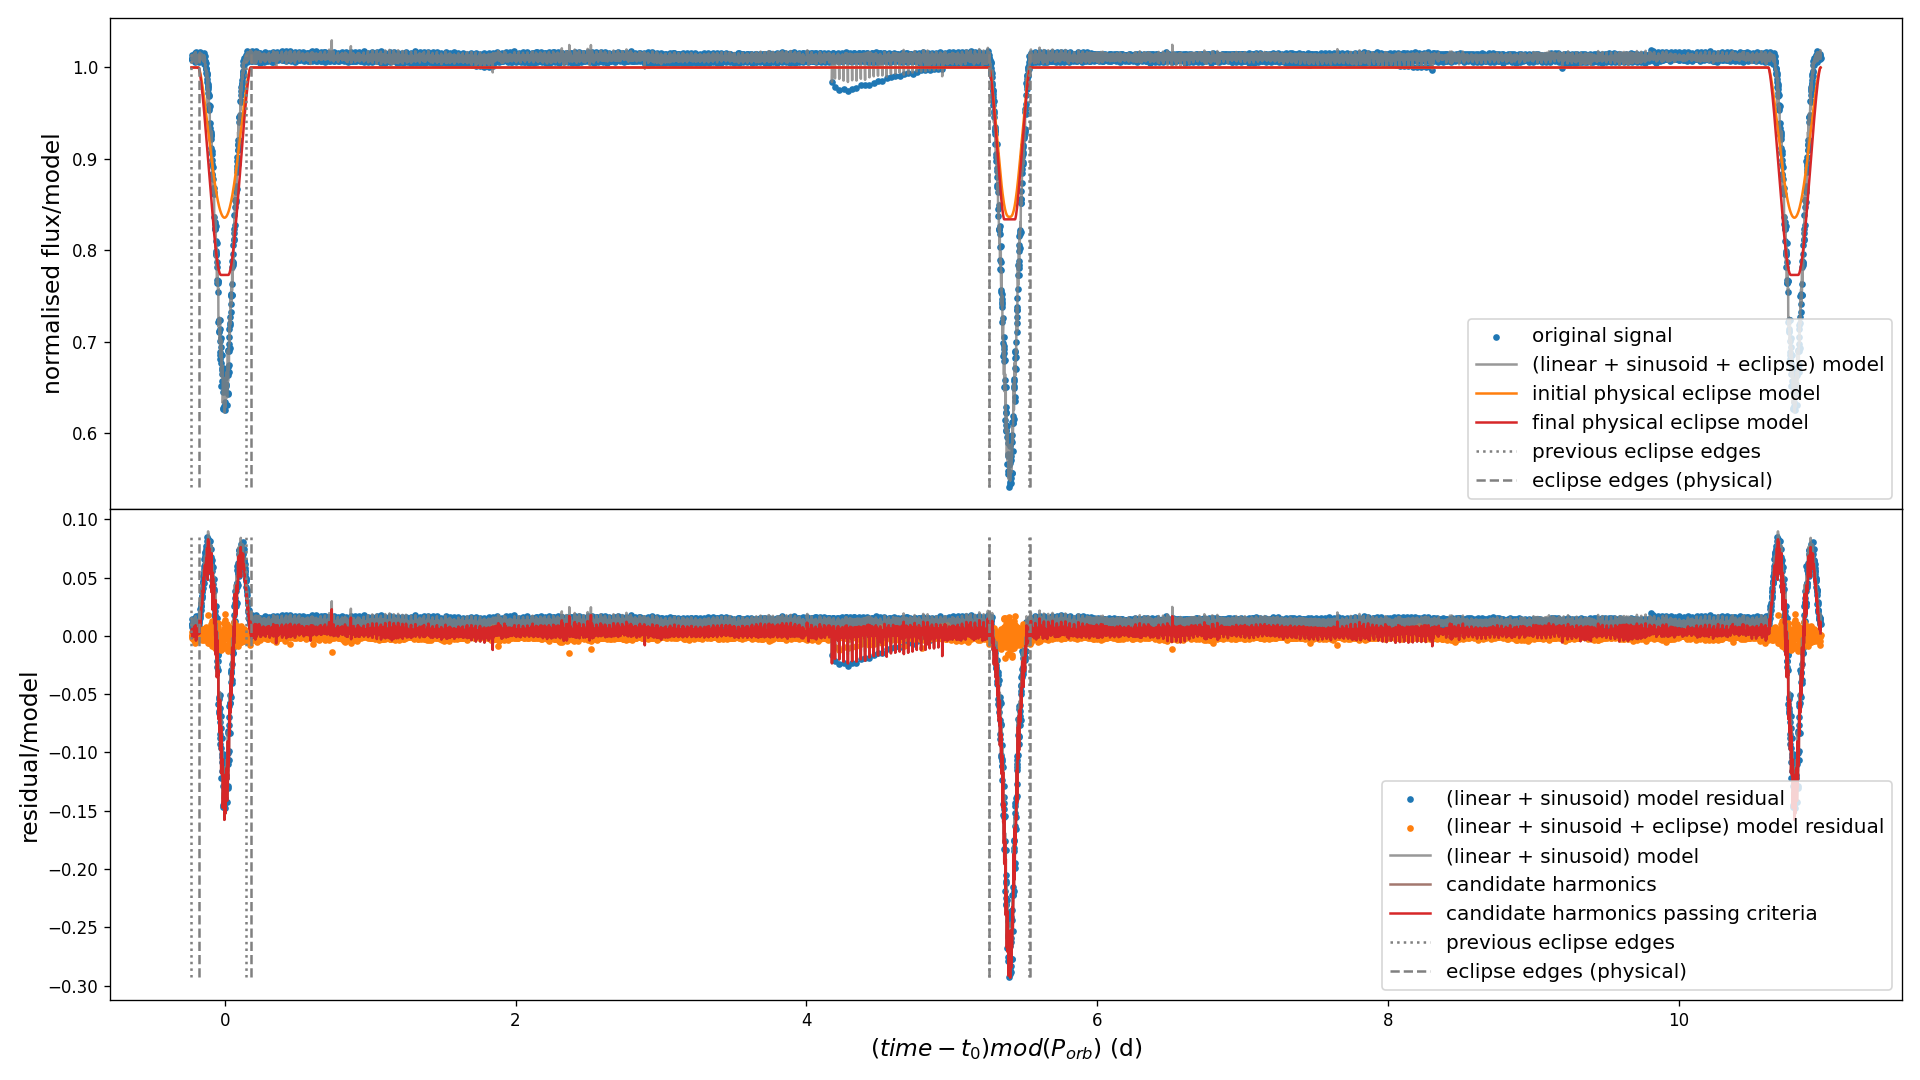 normalised flux/model
1.0
0.9
0.8
0.7
0.6
original signal
(linear + sinusoid + eclipse) model
initial physical eclipse model
final physical eclipse model
previous eclipse edges
eclipse edges (physical)
residual/model
0.10
0.05
0.00
−0.05
−0.10
−0.15
−0.20
−0.25
−0.30
(linear + sinusoid) model residual
(linear + sinusoid + eclipse) model residual
(linear + sinusoid) model
candidate harmonics
candidate harmonics passing criteria
previous eclipse edges
eclipse edges (physical)
0 2 4 6 8 10
(time − t₀)mod(P_orb) (d)